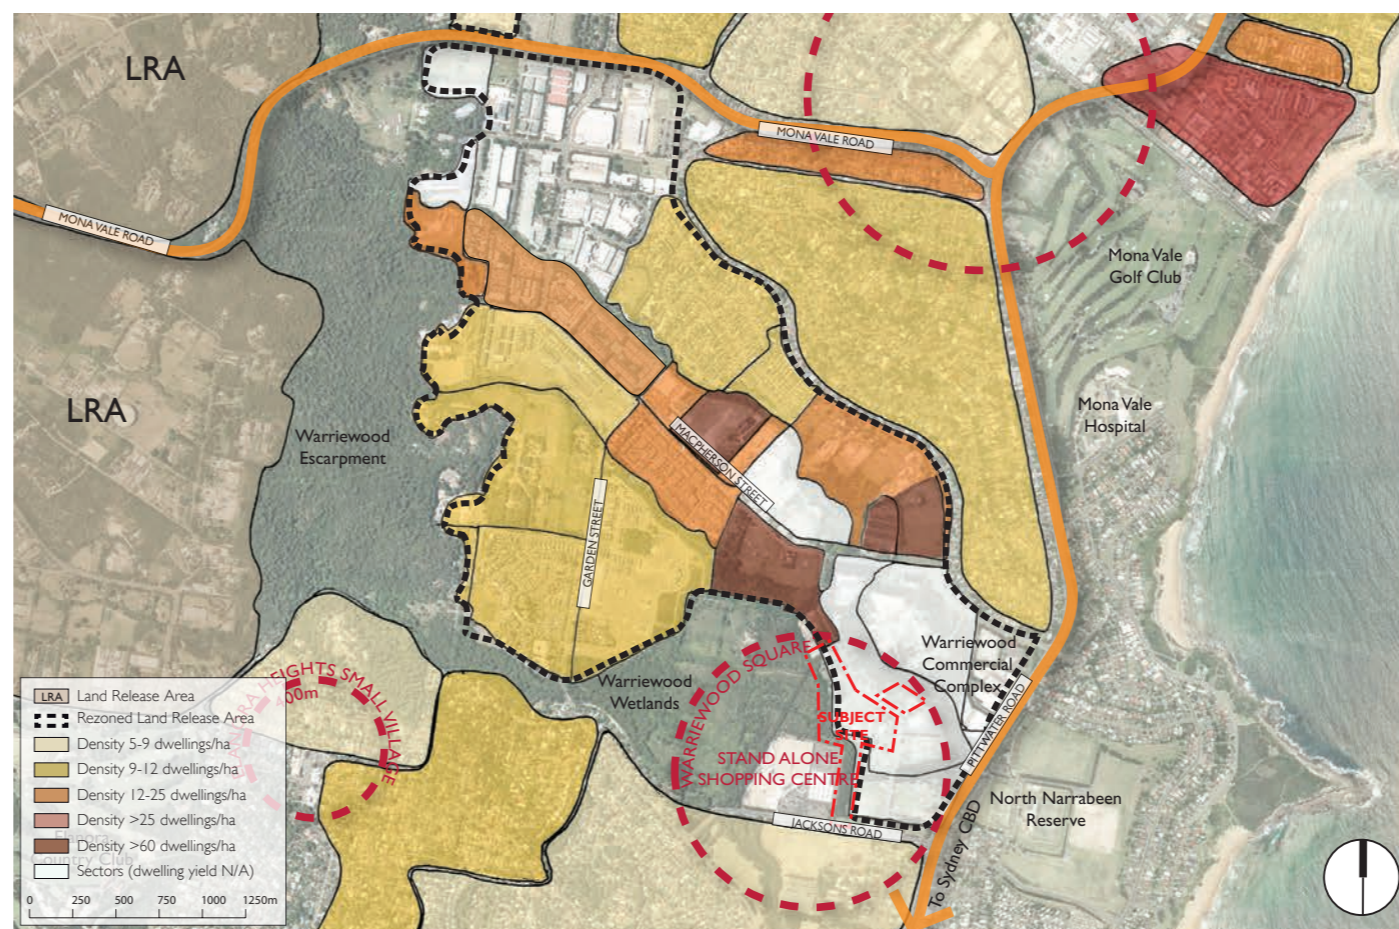 LRA
MONA VALE ROAD
MONA VALE ROAD
Mona Vale
Golf Club
LRA
Warriewood
Escarpment
Mona Vale
Hospital
MACPHERSON STREET
GARDEN STREET
Warriewood
Commercial
Complex
Warriewood
Wetlands
WARRIEWOOD SQUARE
SUBJECT
SITE
STAND ALONE
SHOPPING CENTRE
PITTWATER ROAD
JACKSONS ROAD
North Narrabeen
Reserve
To Sydney CBD
HEIGHTS SMALL VILLAGE
400m
LRA Land Release Area
Rezoned Land Release Area
Density 5-9 dwellings/ha
Density 9-12 dwellings/ha
Density 12-25 dwellings/ha
Density >25 dwellings/ha
Density >60 dwellings/ha
Sectors (dwelling yield N/A)
Country Club
0 250 500 750 1000 1250m